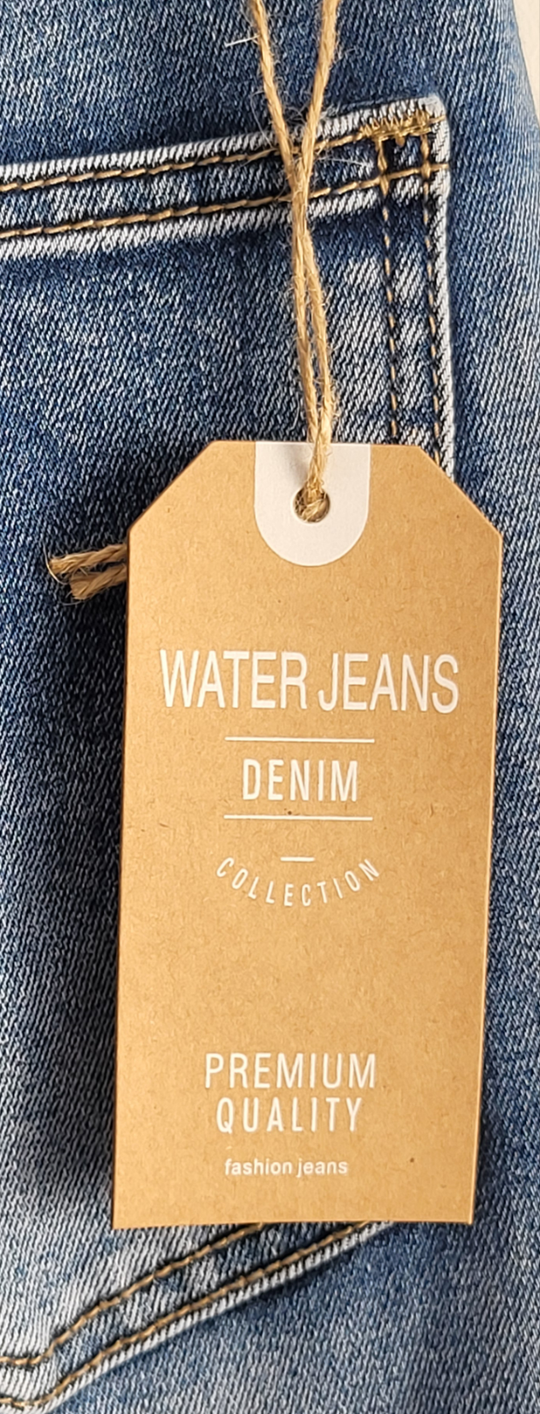 WATER JEANS
DENIM
COLLECTION
PREMIUM
QUALITY
fashion jeans